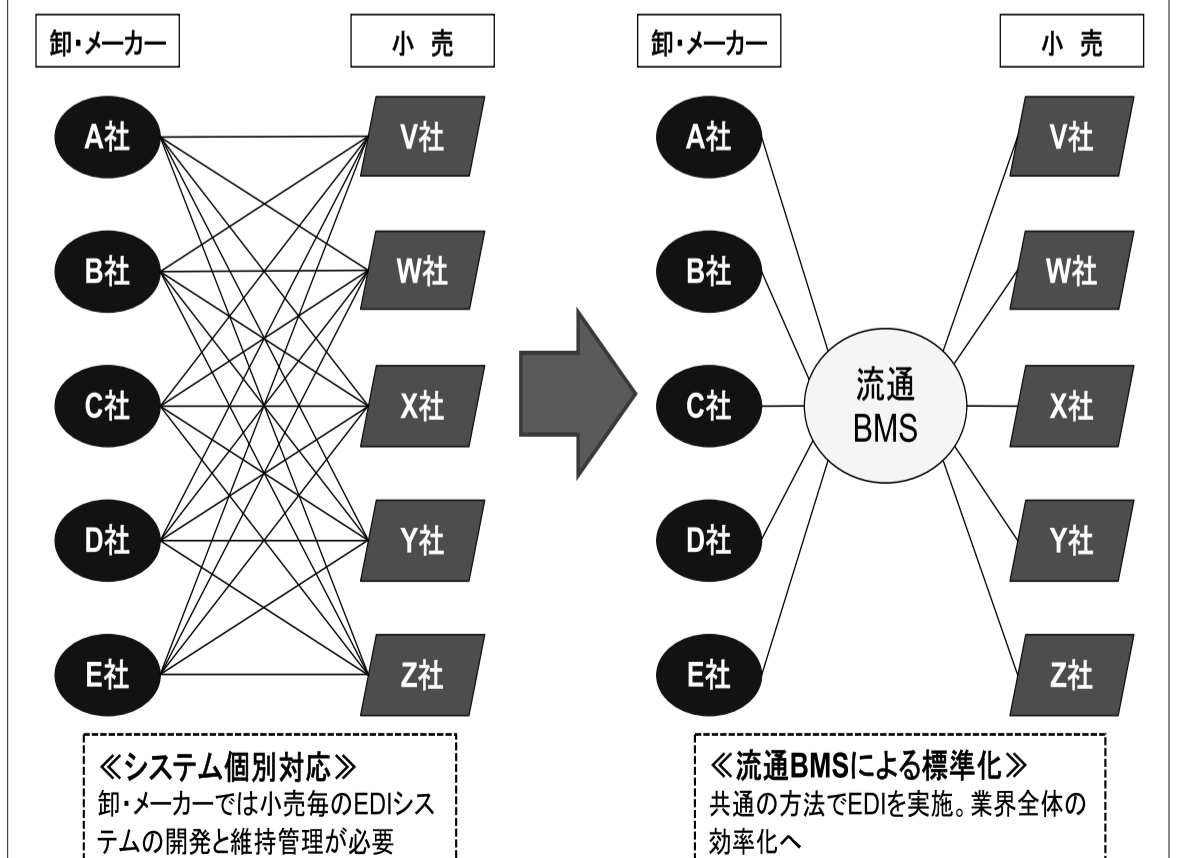 卸・メーカー
小 売
A社
V社
B社
W社
C社
X社
D社
Y社
E社
Z社
≪システム個別対応≫
卸・メーカーでは小売毎のEDIシス
テムの開発と維持管理が必要
卸・メーカー
小 売
A社
V社
B社
W社
C社
流通
BMS
X社
D社
Y社
E社
Z社
≪流通BMSによる標準化≫
共通の方法でEDIを実施。業界全体の
効率化へ